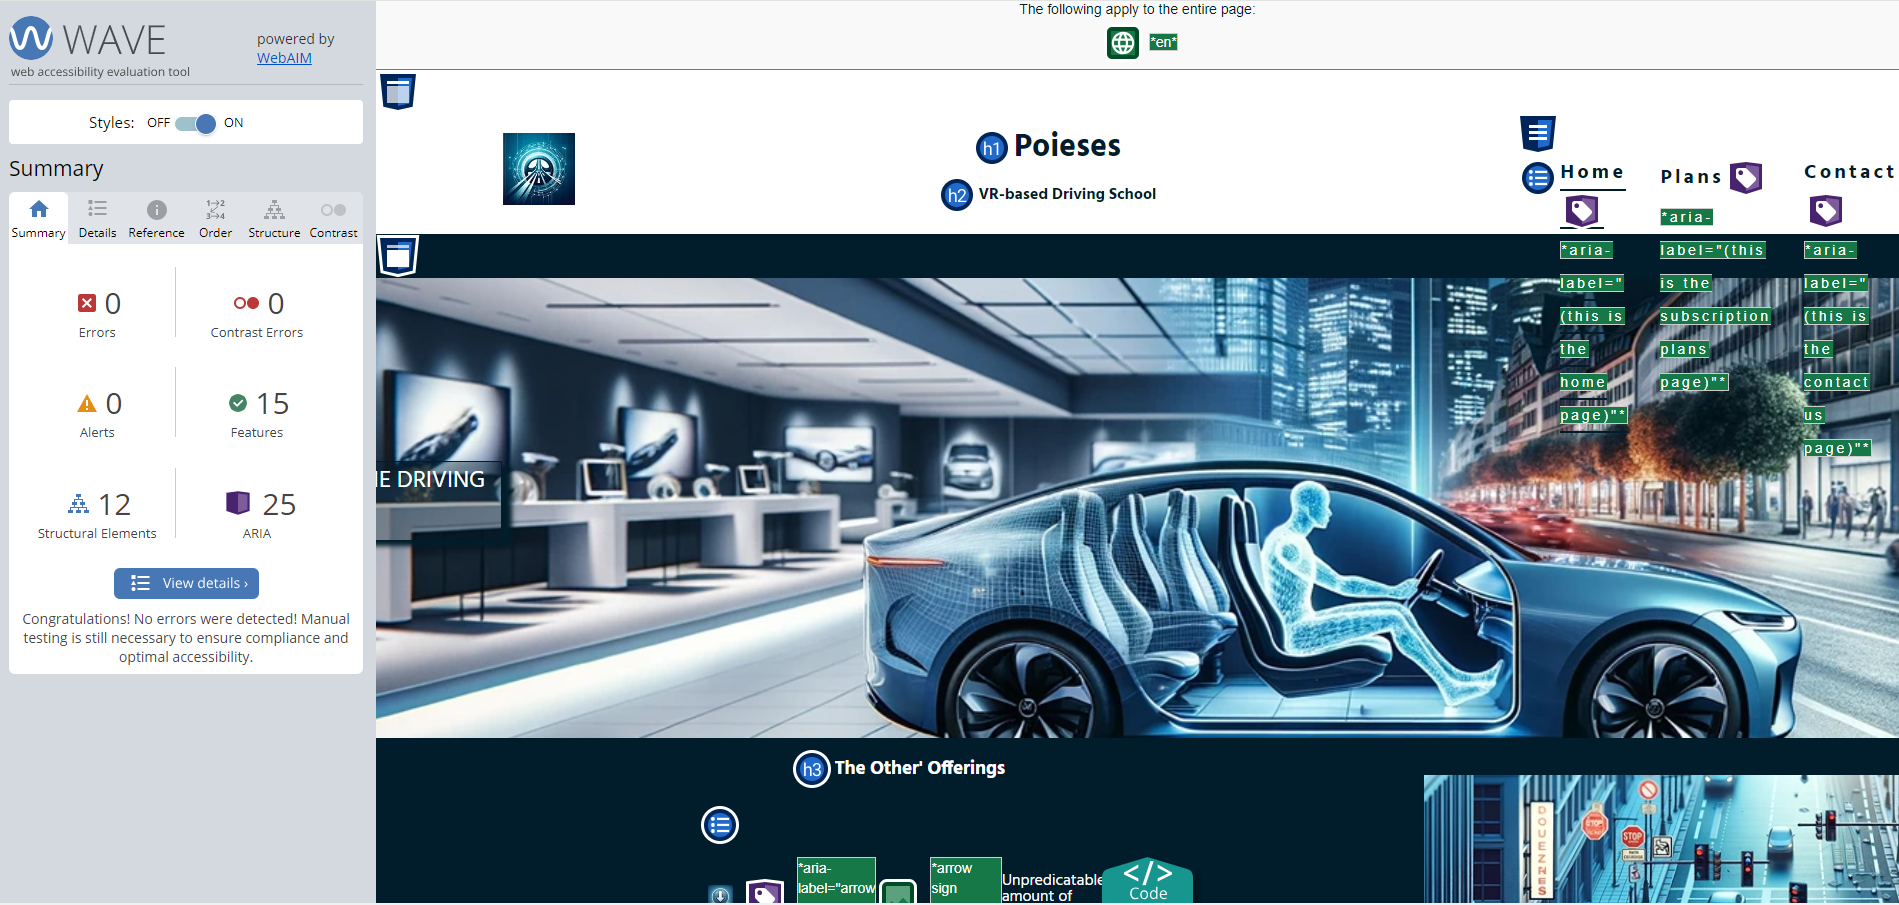 WAVE
powered by
WebAIM
web accessibility evaluation tool
Styles: OFF ON
Summary
Summary Details Reference Order Structure Contrast
0 Errors
0 Contrast Errors
0 Alerts
15 Features
12 Structural Elements
25 ARIA
View details ›
Congratulations! No errors were detected! Manual
testing is still necessary to ensure compliance and
optimal accessibility.
The following apply to the entire page:
*en*
h1 Poieses
h2 VR-based Driving School
Home
*aria-
label="
(this is
the
home
page)"*
Plans
*aria-
label="(this
is the
subscription
plans
page)"*
Contact
*aria-
label="
(this is
the
contact
us
page)"*
E DRIVING
h3 The Other' Offerings
*aria-
label="arrow
*arrow
sign
Unpredicatable
amount of
</>
Code
DOUEZNES
STOP
STOP